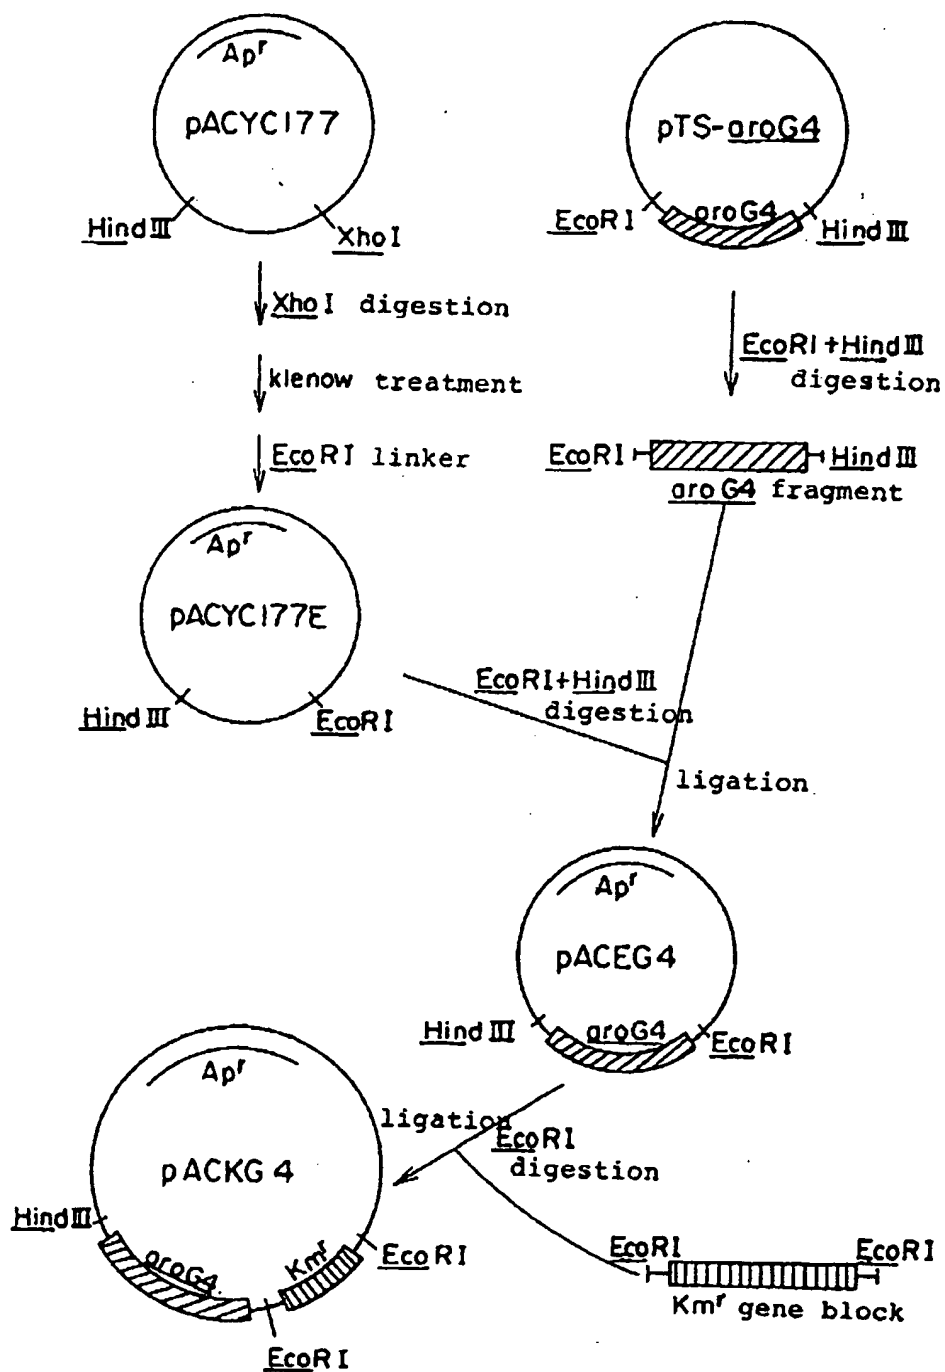 Apr
pACYC177
HindIII
XhoI
XhoI digestion
klenow treatment
EcoRI linker
Apr
pACYC177E
HindIII
EcoRI
pTS-aroG4
aroG4
EcoRI
HindIII
EcoRI+HindIII
digestion
EcoRI
HindIII
aroG4 fragment
EcoRI+HindIII
digestion
ligation
Apr
pACEG4
HindIII
aroG4
EcoRI
ligation
EcoRI
digestion
Apr
pACKG4
HindIII
aroG4
Kmr
EcoRI
EcoRI
EcoRI
EcoRI
Kmr gene block